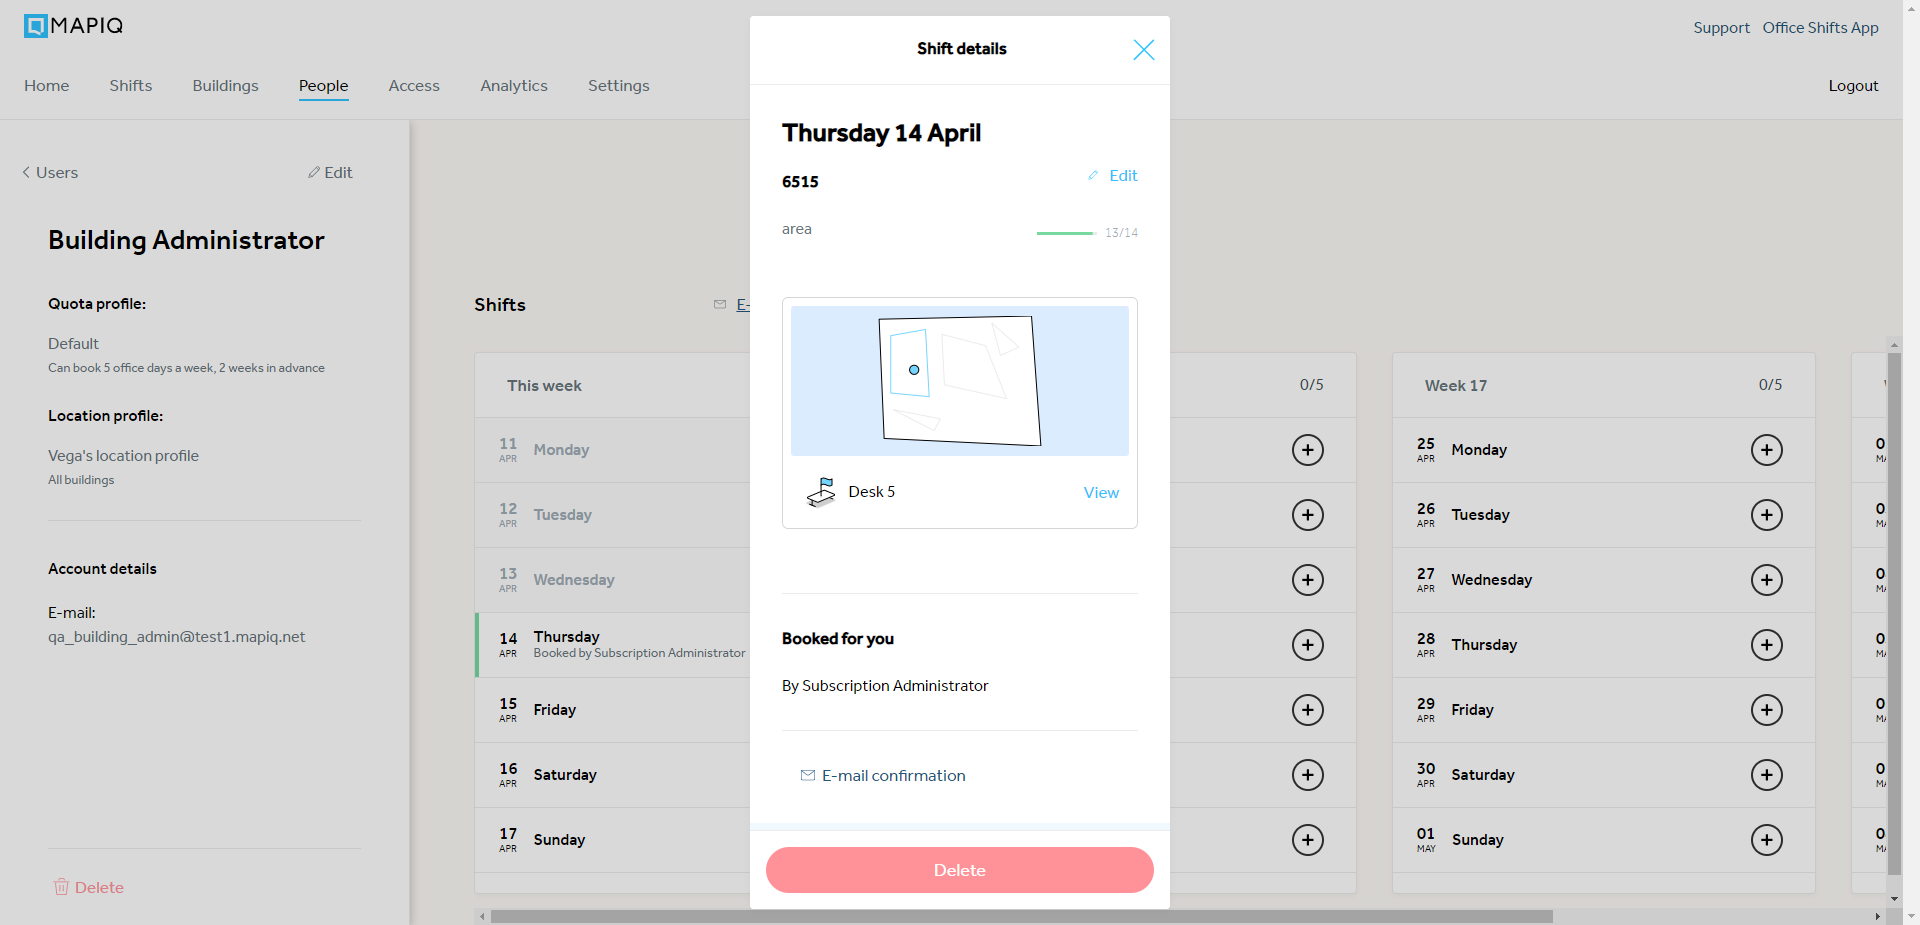 MAPIQ
Support Office Shifts App
Home Shifts Buildings People Access Analytics Settings Logout
Users Edit
Building Administrator
Quota profile:
Default
Can book 5 office days a week, 2 weeks in advance
Location profile:
Vega's location profile
All buildings
Account details
E-mail:
qa_building_admin@test1.mapiq.net
Delete
Shifts E-
This week
11 APR Monday
12 APR Tuesday
13 APR Wednesday
14 APR Thursday
Booked by Subscription Administrator
15 APR Friday
16 APR Saturday
17 APR Sunday
Shift details
Thursday 14 April
6515 Edit
area 13/14
Desk 5 View
Booked for you
By Subscription Administrator
E-mail confirmation
Delete
0/5
Week 17 0/5
25 APR Monday
26 APR Tuesday
27 APR Wednesday
28 APR Thursday
29 APR Friday
30 APR Saturday
01 MAY Sunday